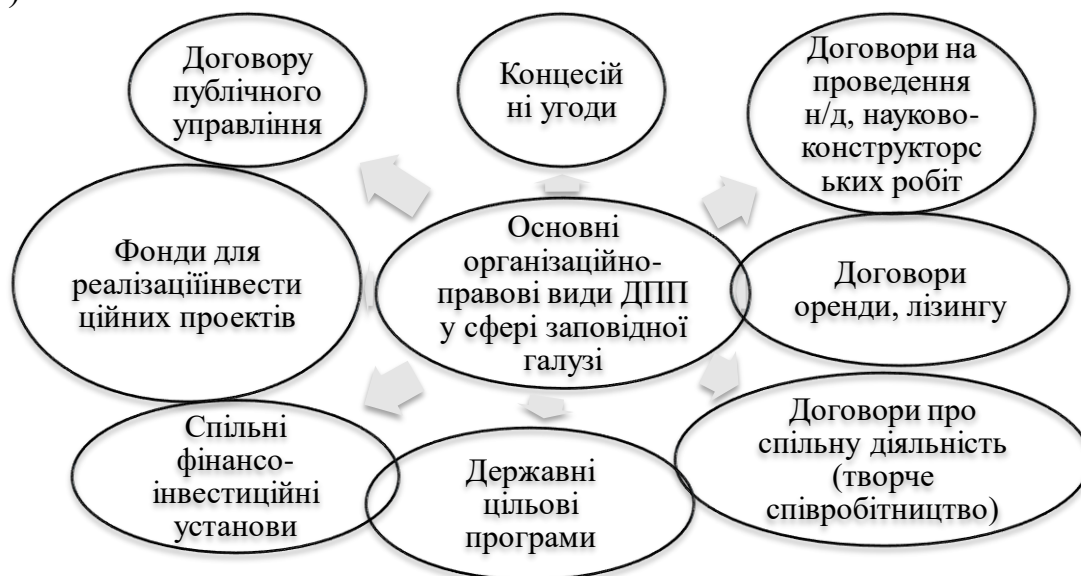 )
Договору
публічного
управління
Концесій
ні угоди
Договори на
проведення
н/д, науково-
конструкторс
ьких робіт
Фонди для
реалізаціїінвести
ційних проектів
Основні
організаційно-
правові види ДПП
у сфері заповідної
галузі
Договори
оренди, лізингу
Спільні
фінансо-
інвестиційні
установи
Державні
цільові
програми
Договори про
спільну діяльність
(творче
співробітництво)